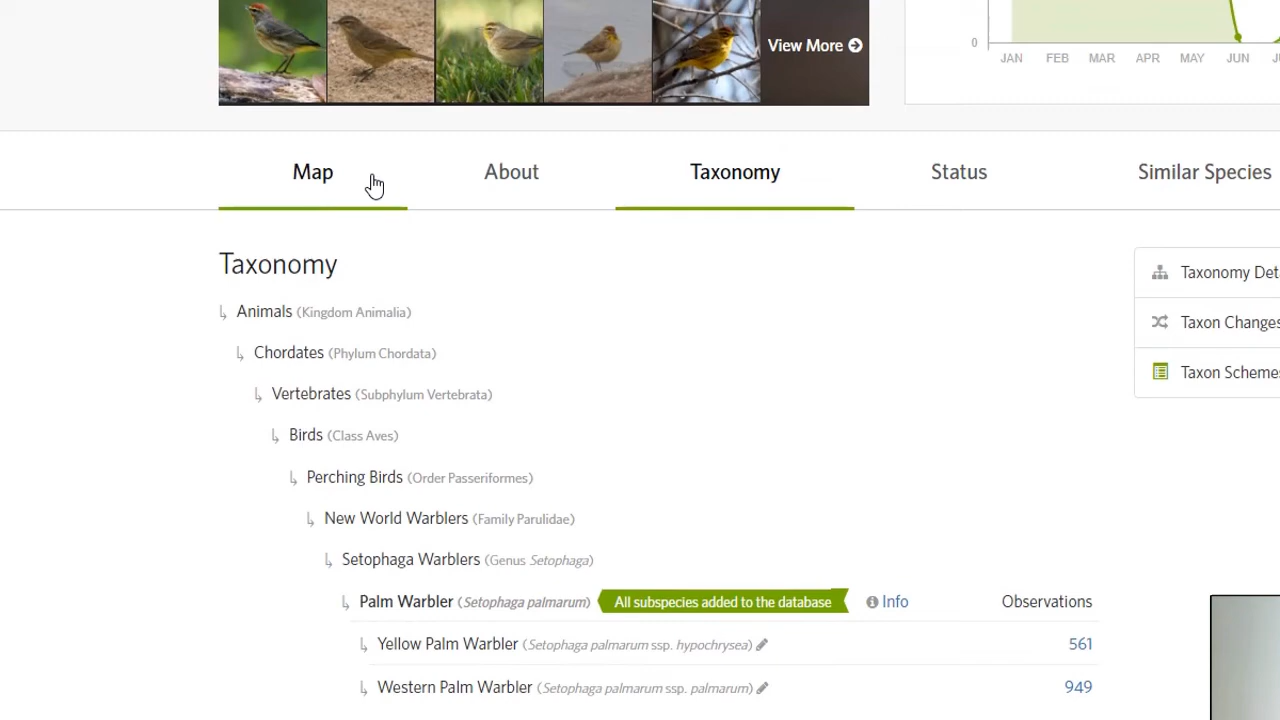 View More
0
JAN FEB MAR APR MAY JUN
Map About Taxonomy Status Similar Species
Taxonomy
Animals (Kingdom Animalia)
Chordates (Phylum Chordata)
Vertebrates (Subphylum Vertebrata)
Birds (Class Aves)
Perching Birds (Order Passeriformes)
New World Warblers (Family Parulidae)
Setophaga Warblers (Genus Setophaga)
Palm Warbler (Setophaga palmarum) All subspecies added to the database Info Observations
Yellow Palm Warbler (Setophaga palmarum ssp. hypochrysea) 561
Western Palm Warbler (Setophaga palmarum ssp. palmarum) 949
Taxonomy Det
Taxon Changes
Taxon Schemes